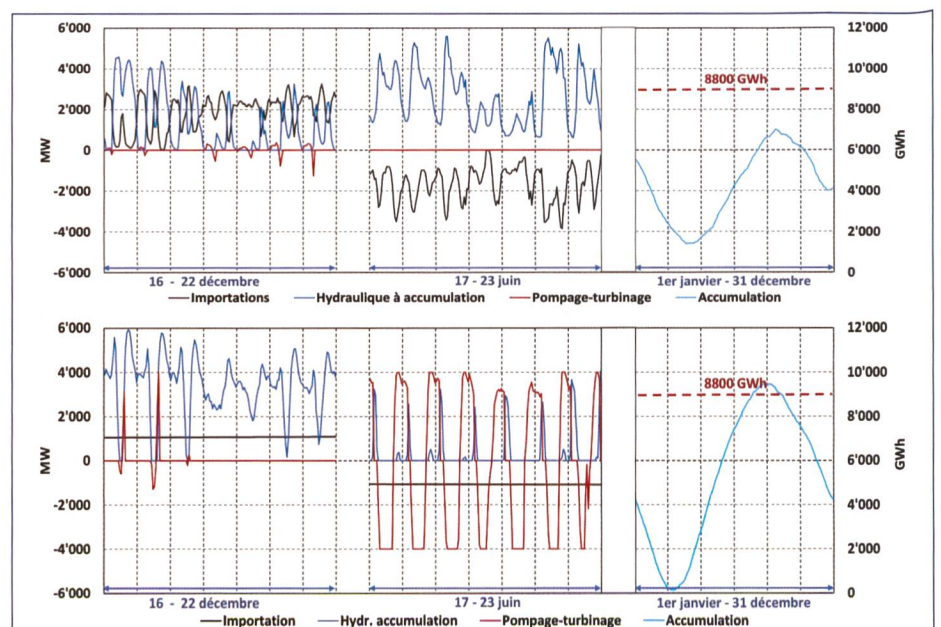 6'000
4'000
2'000
0
-2'000
-4'000
-6'000
MW
12'000
10'000
8'000
6'000
4'000
2'000
0
GWh
8800 GWh
16 - 22 décembre
17 - 23 juin
1er janvier - 31 décembre
Importations
Hydraulique à accumulation
Pompage-turbinage
Accumulation
6'000
4'000
2'000
0
-2'000
-4'000
-6'000
MW
12'000
10'000
8'000
6'000
4'000
2'000
0
GWh
8800 GWh
16 - 22 décembre
17 - 23 juin
1er janvier - 31 décembre
Importation
Hydr. accumulation
Pompage-turbinage
Accumulation